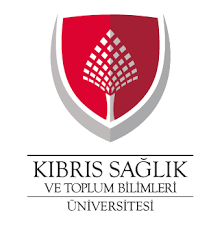 KIBRIS SAĞLIK
VE TOPLUM BİLİMLERİ
ÜNİVERSİTESİ